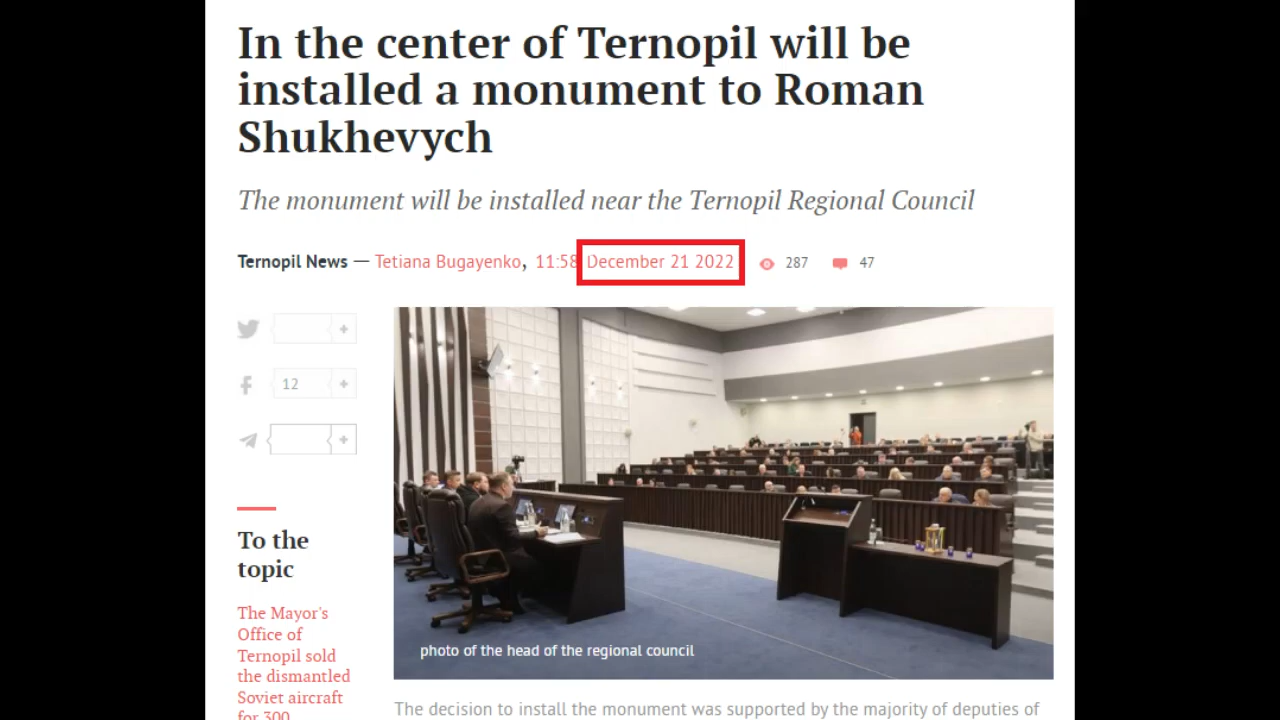 In the center of Ternopil will be
installed a monument to Roman
Shukhevych
The monument will be installed near the Ternopil Regional Council
Ternopil News — Tetiana Bugayenko, 11:58 December 21 2022 287 47
+
12 +
+
To the
topic
The Mayor's
Office of
Ternopil sold
the dismantled
Soviet aircraft
for 300
photo of the head of the regional council
The decision to install the monument was supported by the majority of deputies of